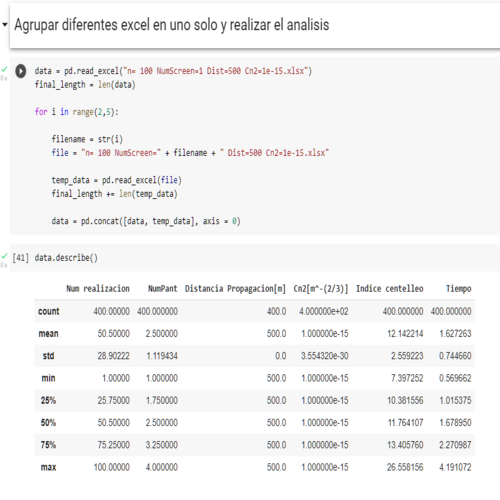 Agrupar diferentes excel en uno solo y realizar el analisis
data = pd.read_excel("n= 100 NumScreen=1 Dist=500 Cn2=1e-15.xlsx")
final_length = len(data)
for i in range(2,5):
filename = str(i)
file = "n= 100 NumScreen=" + filename + " Dist=500 Cn2=1e-15.xlsx"
temp_data = pd.read_excel(file)
final_length += len(temp_data)
data = pd.concat([data, temp_data], axis = 0)
[41] data.describe()
Num realizacion NumPant Distancia Propagacion[m] Cn2[m^-(2/3)] Indice centelleo Tiempo
count 400.00000 400.000000 400.0 4.000000e+02 400.000000 400.000000
mean 50.50000 2.500000 500.0 1.000000e-15 12.142214 1.627263
std 28.90222 1.119434 0.0 3.554320e-30 2.559223 0.744660
min 1.00000 1.000000 500.0 1.000000e-15 7.397252 0.569662
25% 25.75000 1.750000 500.0 1.000000e-15 10.381556 1.015375
50% 50.50000 2.500000 500.0 1.000000e-15 11.764107 1.678950
75% 75.25000 3.250000 500.0 1.000000e-15 13.405760 2.270987
max 100.00000 4.000000 500.0 1.000000e-15 26.558156 4.191072